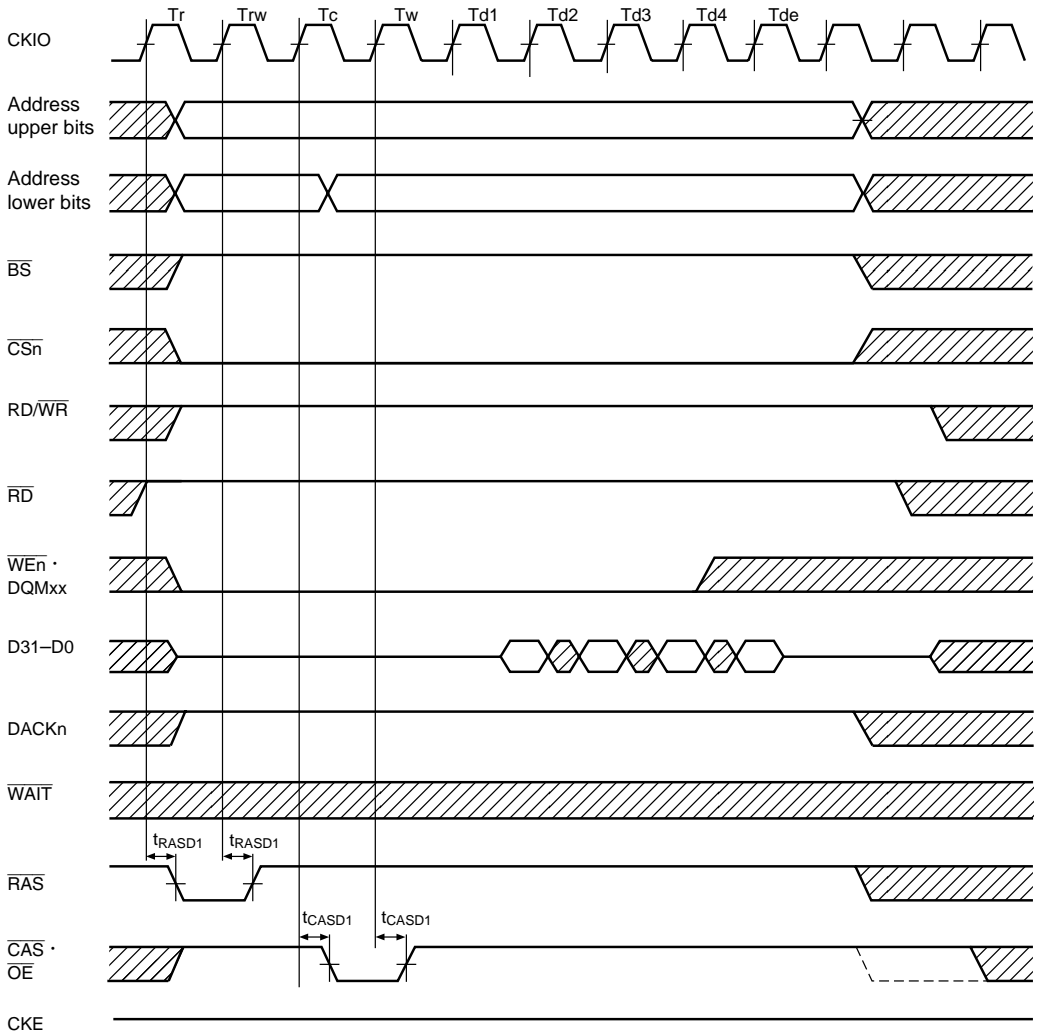 Tr Trw Tc Tw Td1 Td2 Td3 Td4 Tde
CKIO
Address
upper bits
Address
lower bits
BS
CSn
RD/WR
RD
WEn ·
DQMxx
D31–D0
DACKn
WAIT
tRASD1 tRASD1
RAS
tCASD1 tCASD1
CAS ·
OE
CKE